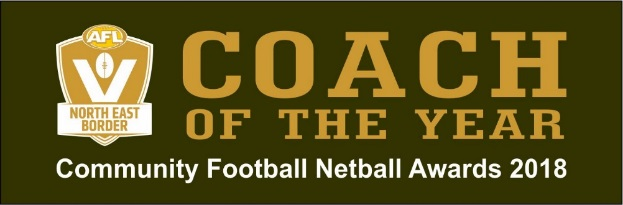 AFL
V
NORTH EAST
BORDER
COACH
OF THE YEAR
Community Football Netball Awards 2018